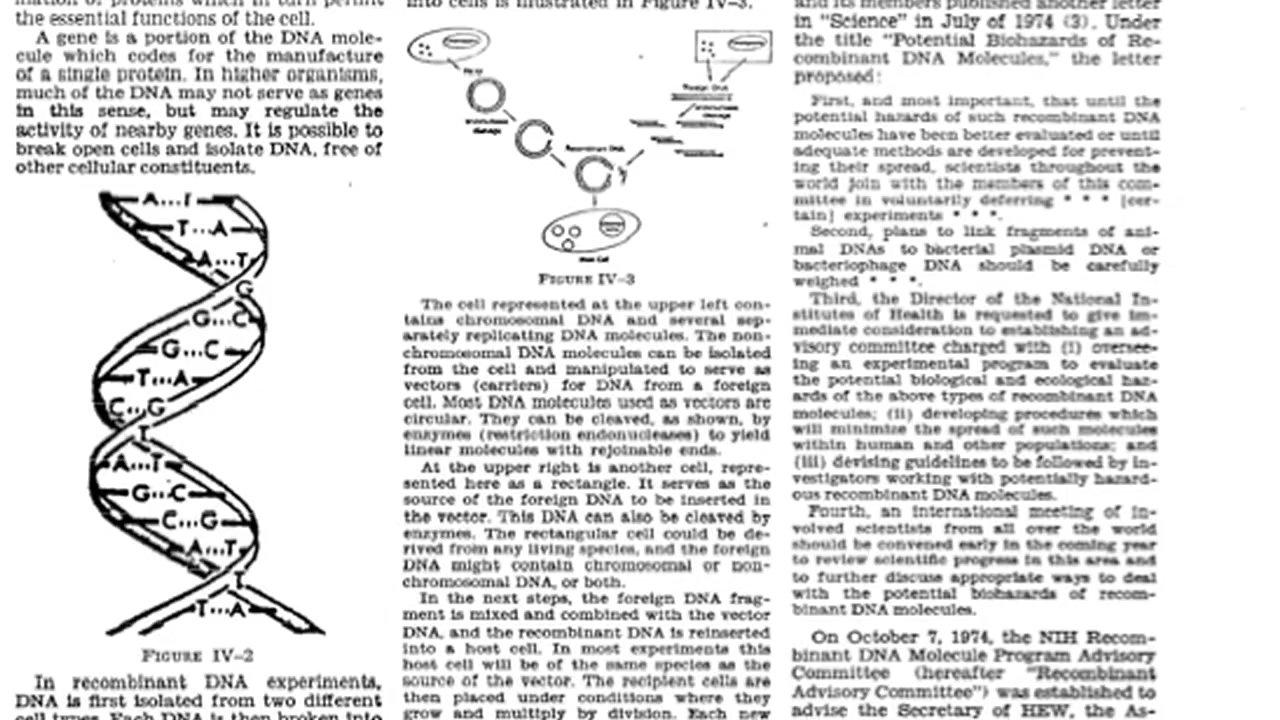 the essential functions of the cell.
A gene is a portion of the DNA mole-
cule which codes for the manufacture
of a single protein. In higher organisms,
much of the DNA may not serve as genes
in this sense, but may regulate the
activity of nearby genes. It is possible to
break open cells and isolate DNA, free of
other cellular constituents.
A...T
T...A
A...T
G
G...C
G...C
T...A
C...G
T
A...T
G...C
C...G
A...T
T
T...A
FIGURE IV-2
In recombinant DNA experiments,
DNA is first isolated from two different
cell types. Each DNA is then broken into
into cells is illustrated in Figure IV-3.
Foreign DNA
Recombinant DNA
Host Cell
FIGURE IV-3
The cell represented at the upper left con-
tains chromosomal DNA and several sep-
arately replicating DNA molecules. The non-
chromosomal DNA molecules can be isolated
from the cell and manipulated to serve as
vectors (carriers) for DNA from a foreign
cell. Most DNA molecules used as vectors are
circular. They can be cleaved, as shown, by
enzymes (restriction endonucleases) to yield
linear molecules with rejoinable ends.
At the upper right is another cell, repre-
sented here as a rectangle. It serves as the
source of the foreign DNA to be inserted in
the vector. This DNA can also be cleaved by
enzymes. The rectangular cell could be de-
rived from any living species, and the foreign
DNA might contain chromosomal or non-
chromosomal DNA, or both.
In the next steps, the foreign DNA frag-
ment is mixed and combined with the vector
DNA, and the recombinant DNA is reinserted
into a host cell. In most experiments this
host cell will be of the same species as the
source of the vector. The recipient cells are
then placed under conditions where they
grow and multiply by division. Each new
and its members published another letter
in "Science" in July of 1974 (3). Under
the title "Potential Biohazards of Re-
combinant DNA Molecules," the letter
proposed:
First, and most important, that until the
potential hazards of such recombinant DNA
molecules have been better evaluated or until
adequate methods are developed for prevent-
ing their spread, scientists throughout the
world join with the members of this com-
mittee in voluntarily deferring * * * [cer-
tain] experiments * * *.
Second, plans to link fragments of ani-
mal DNAs to bacterial plasmid DNA or
bacteriophage DNA should be carefully
weighed * * *.
Third, the Director of the National In-
stitutes of Health is requested to give im-
mediate consideration to establishing an ad-
visory committee charged with (i) oversee-
ing an experimental program to evaluate
the potential biological and ecological haz-
ards of the above types of recombinant DNA
molecules; (ii) developing procedures which
will minimize the spread of such molecules
within human and other populations; and
(iii) devising guidelines to be followed by in-
vestigators working with potentially hazard-
ous recombinant DNA molecules.
Fourth, an international meeting of in-
volved scientists from all over the world
should be convened early in the coming year
to review scientific progress in this area and
to further discuss appropriate ways to deal
with the potential biohazards of recom-
binant DNA molecules.
On October 7, 1974, the NIH Recom-
binant DNA Molecule Program Advisory
Committee (hereafter "Recombinant
Advisory Committee") was established to
advise the Secretary of HEW, the As-